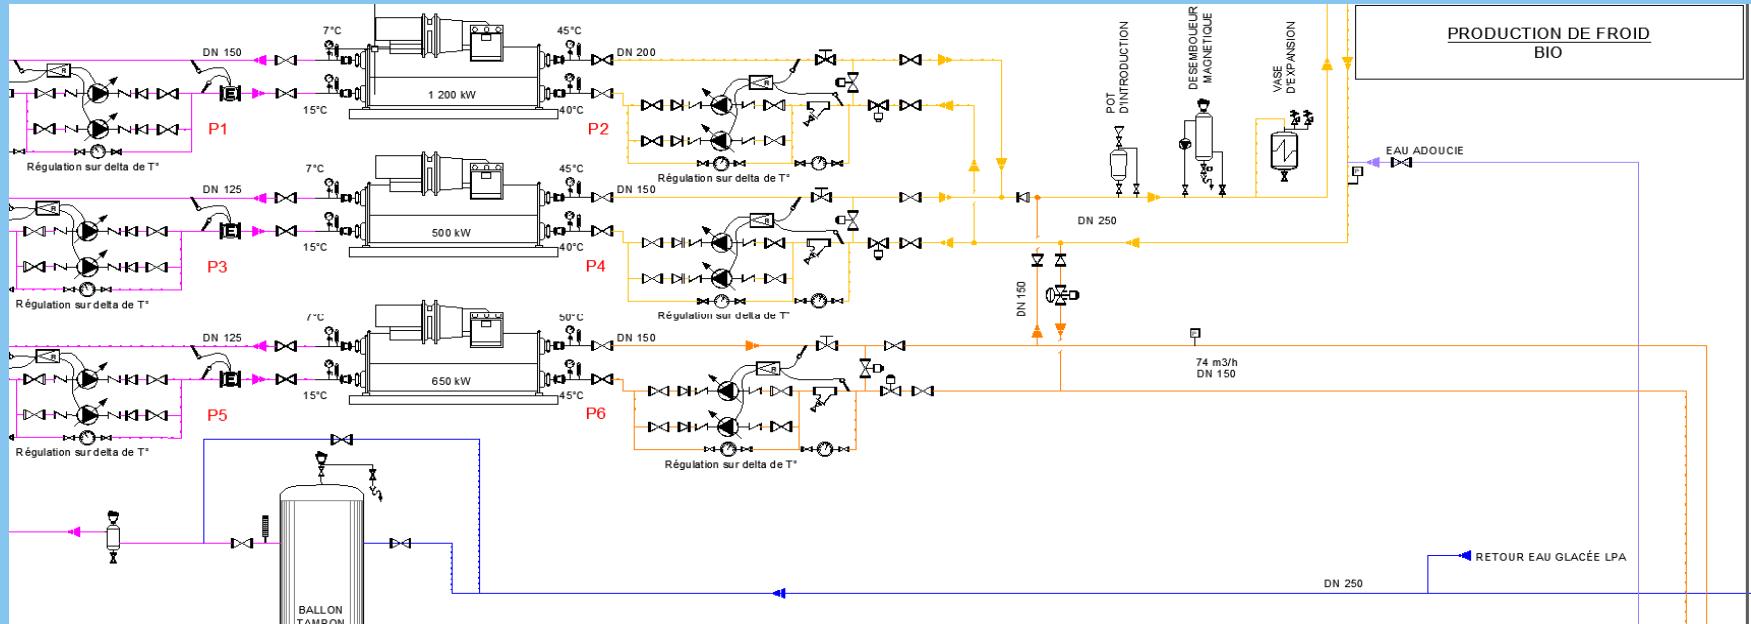 PRODUCTION DE FROID
BIO
7°C
45°C
DN 150
DN 200
1 200 kW
15°C
40°C
P1
P2
Régulation sur delta de T°
Régulation sur delta de T°
POT
D'INTRODUCTION
DESEMBOUEUR
MAGNETIQUE
VASE
D'EXPANSION
EAU ADOUCIE
7°C
45°C
DN 125
DN 150
500 kW
15°C
40°C
P3
P4
Régulation sur delta de T°
Régulation sur delta de T°
DN 250
DN 150
7°C
50°C
DN 125
DN 150
650 kW
15°C
45°C
P5
P6
Régulation sur delta de T°
Régulation sur delta de T°
74 m3/h
DN 150
RETOUR EAU GLACÉE LPA
DN 250
BALLON
TAMPON